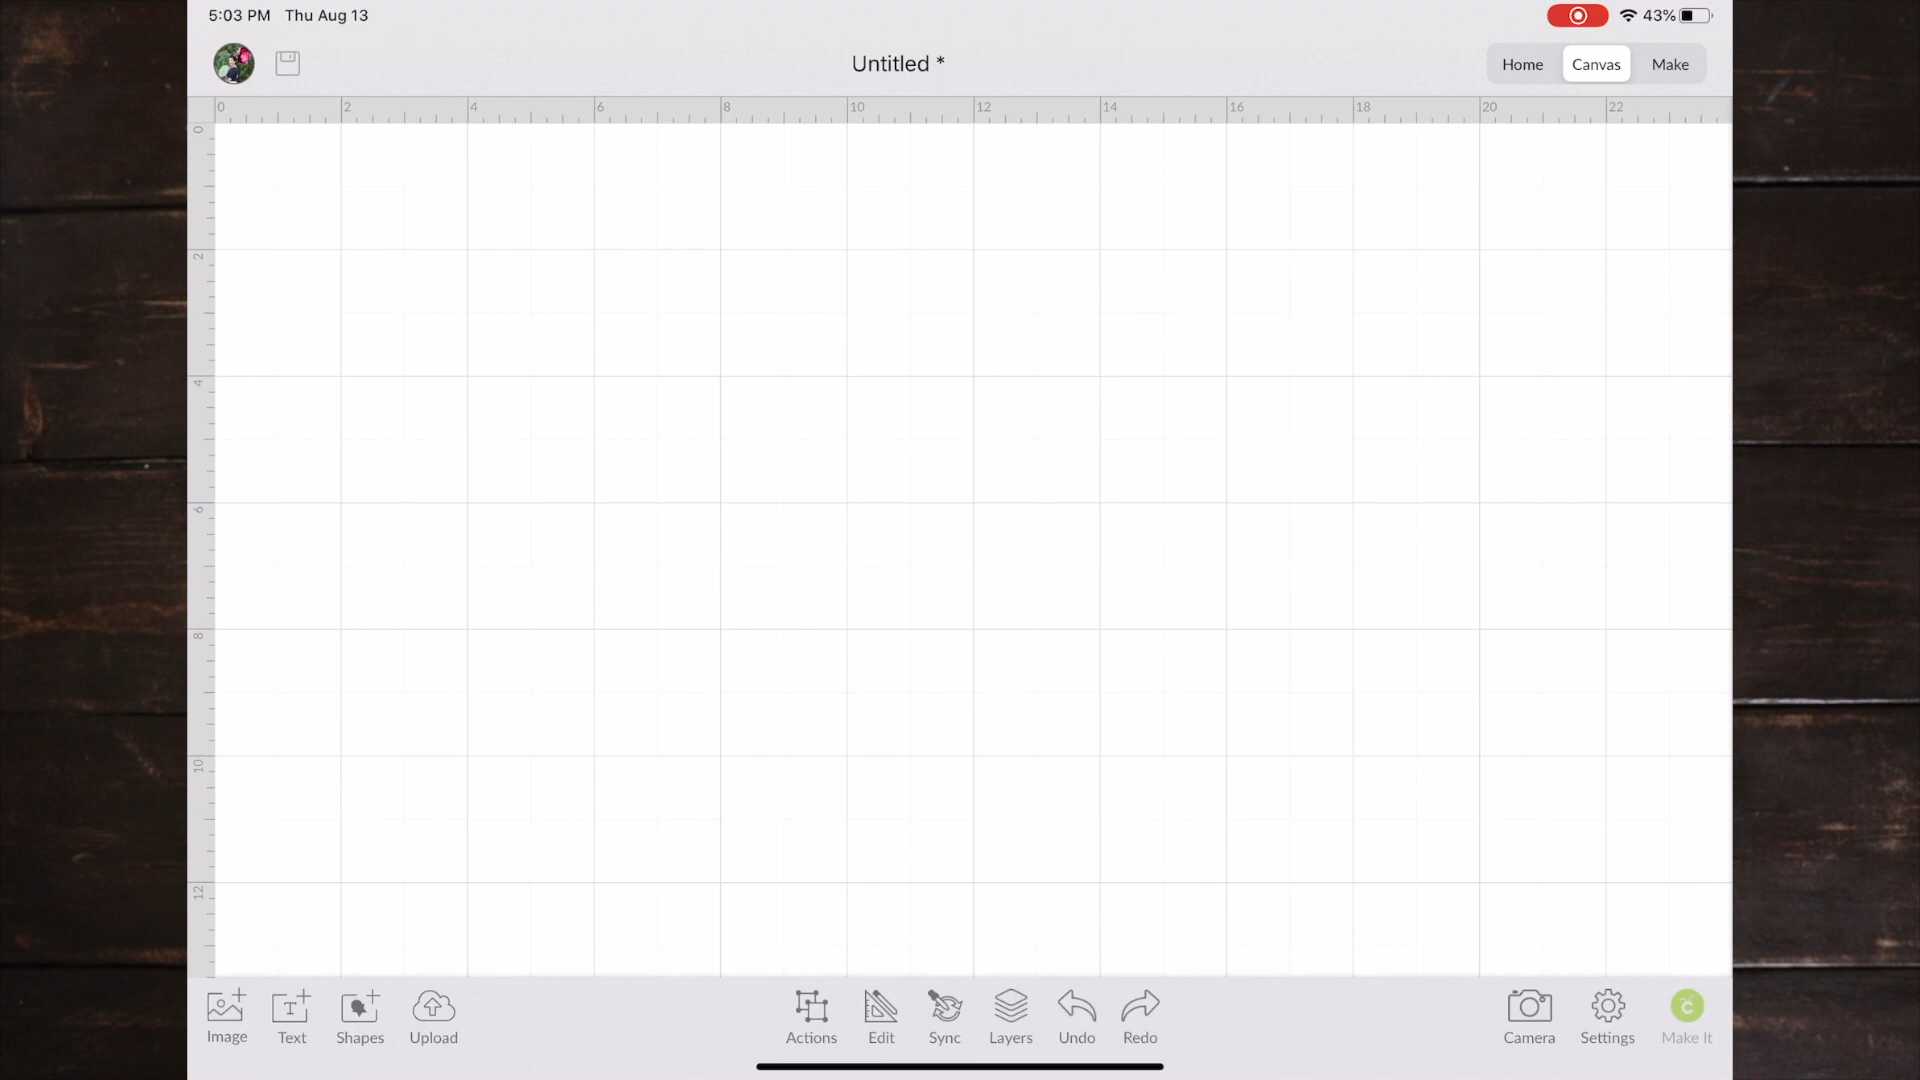 5:03 PM Thu Aug 13
43%
Untitled *
Home Canvas Make
0 2 4 6 8 10 12 14 16 18 20 22
0
2
4
6
8
10
12
Image Text Shapes Upload Actions Edit Sync Layers Undo Redo Camera Settings Make It